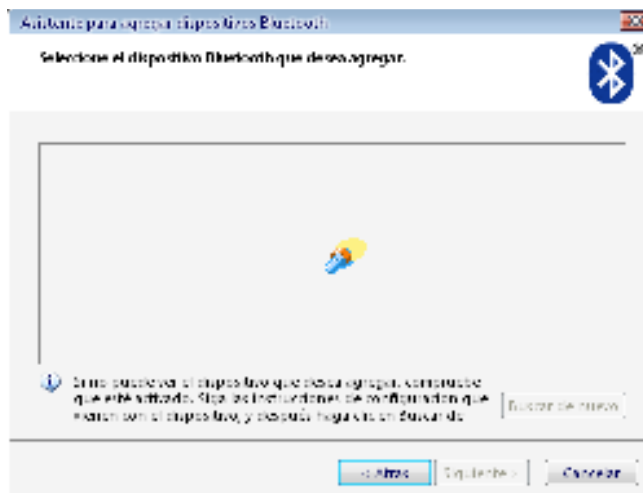 Asistente para agregar dispositivos Bluetooth
Seleccione el dispositivo Bluetooth que desea agregar.
Si no puede ver el dispositivo que desea agregar, compruebe
que esté activado. Siga las instrucciones de configuración que
vienen con el dispositivo, y después haga clic en Buscar de
Buscar de nuevo
< Atrás
Siguiente >
Cancelar